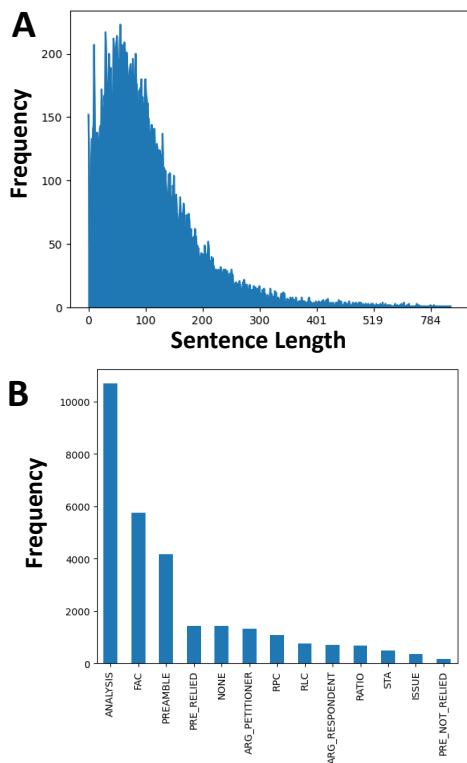 A
Frequency
200
150
100
50
0
0 100 200 300 401 519 784
Sentence Length
B
Frequency
10000
8000
6000
4000
2000
0
ANALYSIS
FAC
PREAMBLE
PRE_RELIED
NONE
ARG_PETITIONER
RPC
RLC
ARG_RESPONDENT
RATIO
STA
ISSUE
PRE_NOT_RELIED